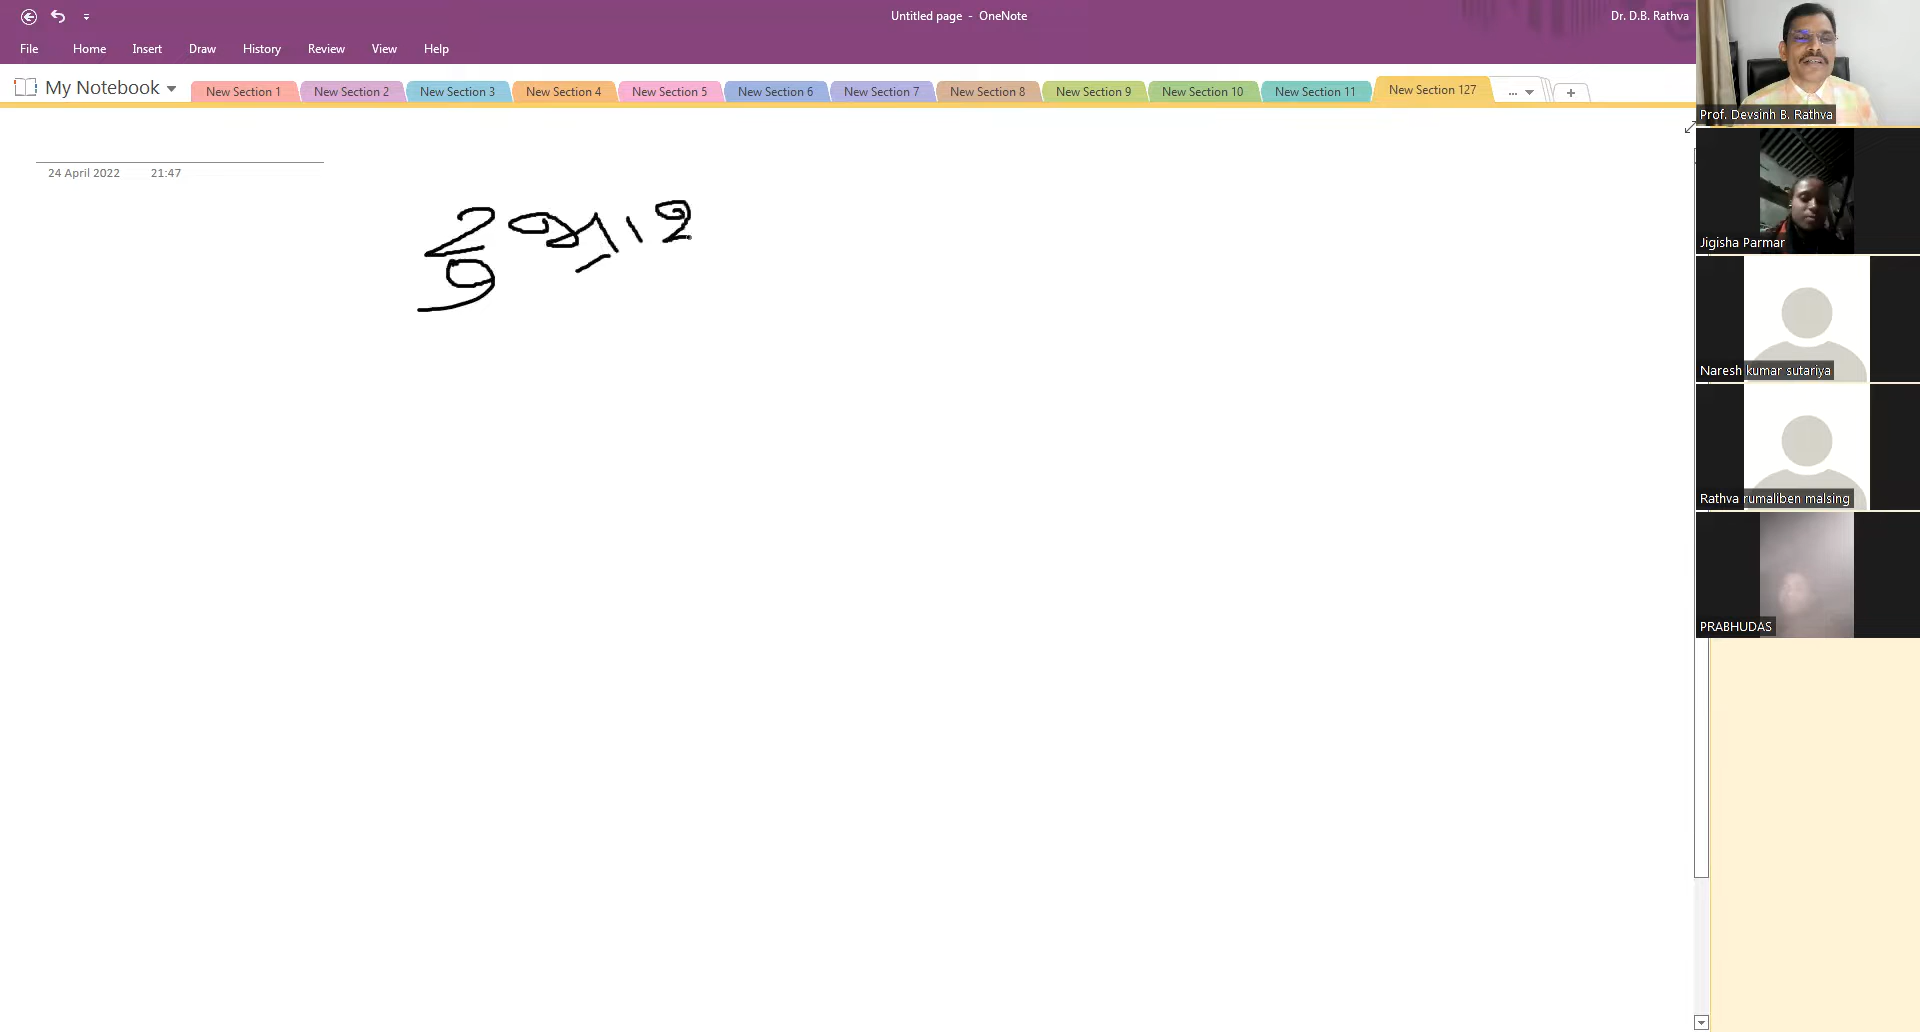 Untitled page - OneNote
Dr. D.B. Rathva
File Home Insert Draw History Review View Help
My Notebook
New Section 1 New Section 2 New Section 3 New Section 4 New Section 5 New Section 6 New Section 7 New Section 8 New Section 9 New Section 10 New Section 11 New Section 127 ...
Prof. Devsinh B. Rathva
24 April 2022 21:47
Jigisha Parmar
Naresh kumar sutariya
Rathva rumaliben malsing
PRABHUDAS